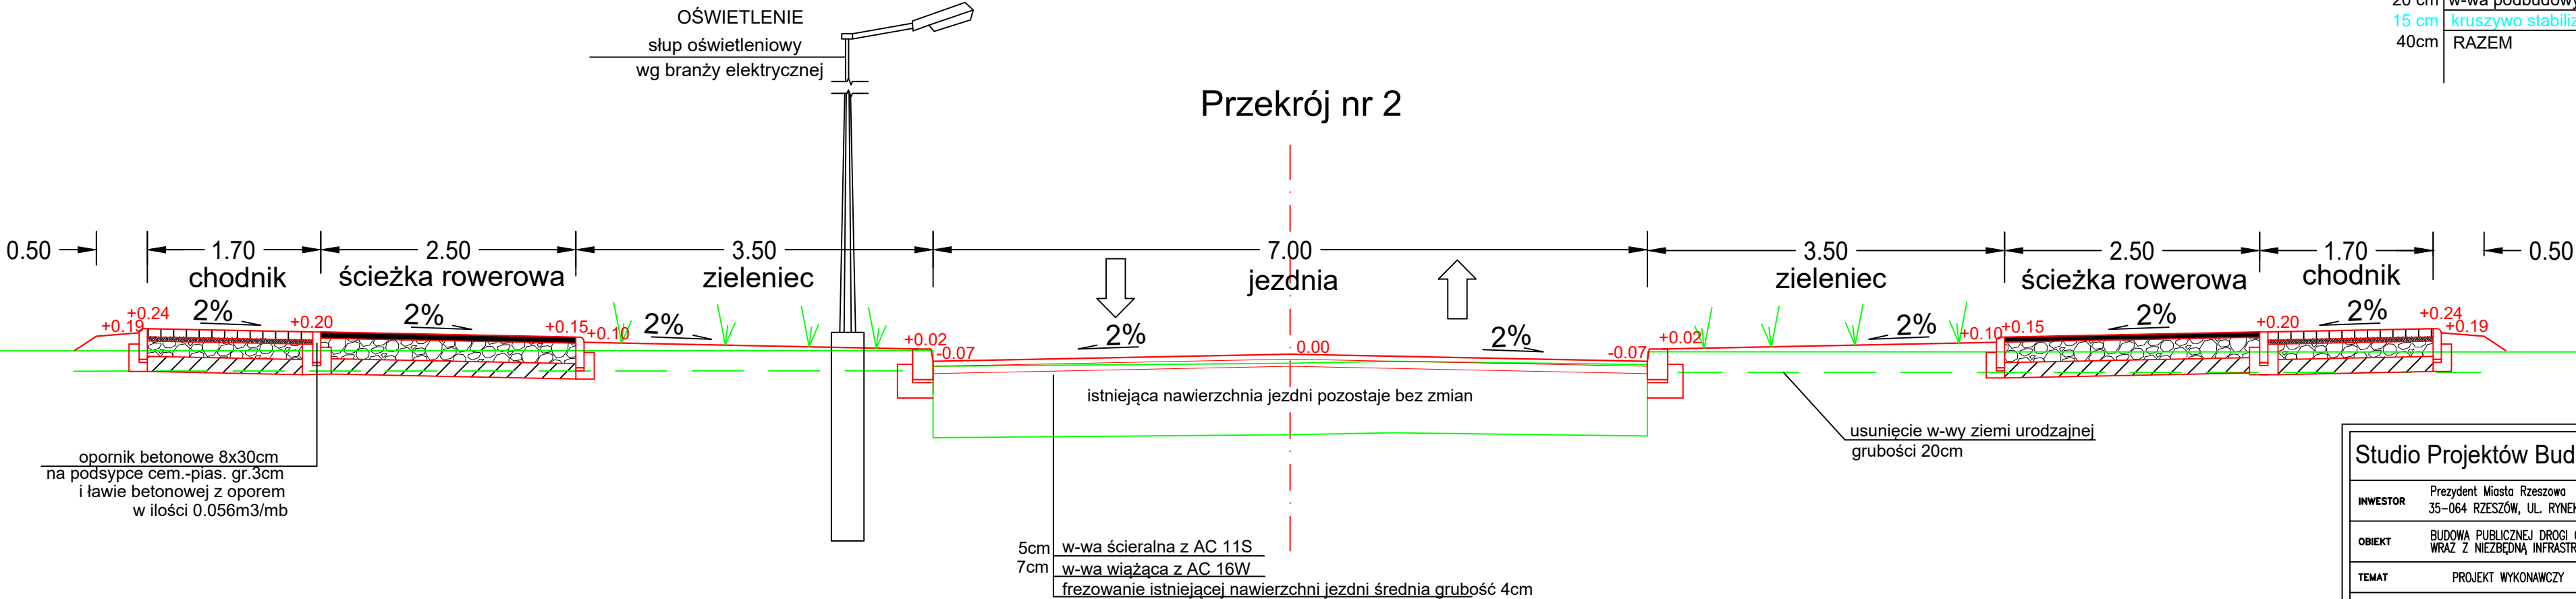 OŚWIETLENIE
słup oświetleniowy
wg branży elektrycznej
20 cm w-wa
15 cm kruszywo
40cm RAZEM
Przekrój nr 2
0.50 1.70 2.50 3.50 7.00 3.50 2.50 1.70 0.50
chodnik ścieżka rowerowa zieleniec jezdnia zieleniec ścieżka rowerowa chodnik
+0.19 +0.24 2% +0.20 2% +0.15 +0.10 2% +0.02 -0.07 2% 0.00 2% -0.07 +0.02 2% +0.10 +0.15 2% +0.20 2% +0.24 +0.19
istniejąca nawierzchnia jezdni pozostaje bez zmian
usunięcie w-wy ziemi urodzajnej
grubości 20cm
opornik betonowe 8x30cm
na podsypce cem.-pias. gr.3cm
i ławie betonowej z oporem
w ilości 0.056m3/mb
5cm w-wa ścieralna z AC 11S
7cm w-wa wiążąca z AC 16W
frezowanie istniejącej nawierzchni jezdni średnia grubość 4cm
Studio Projektów
INWESTOR Prezydent Miasta Rzeszowa
35-064 RZESZÓW, UL. RYNEK
OBIEKT BUDOWA PUBLICZNEJ DROGI
WRAZ Z NIEZBĘDNĄ
TEMAT PROJEKT WYKONAWCZY